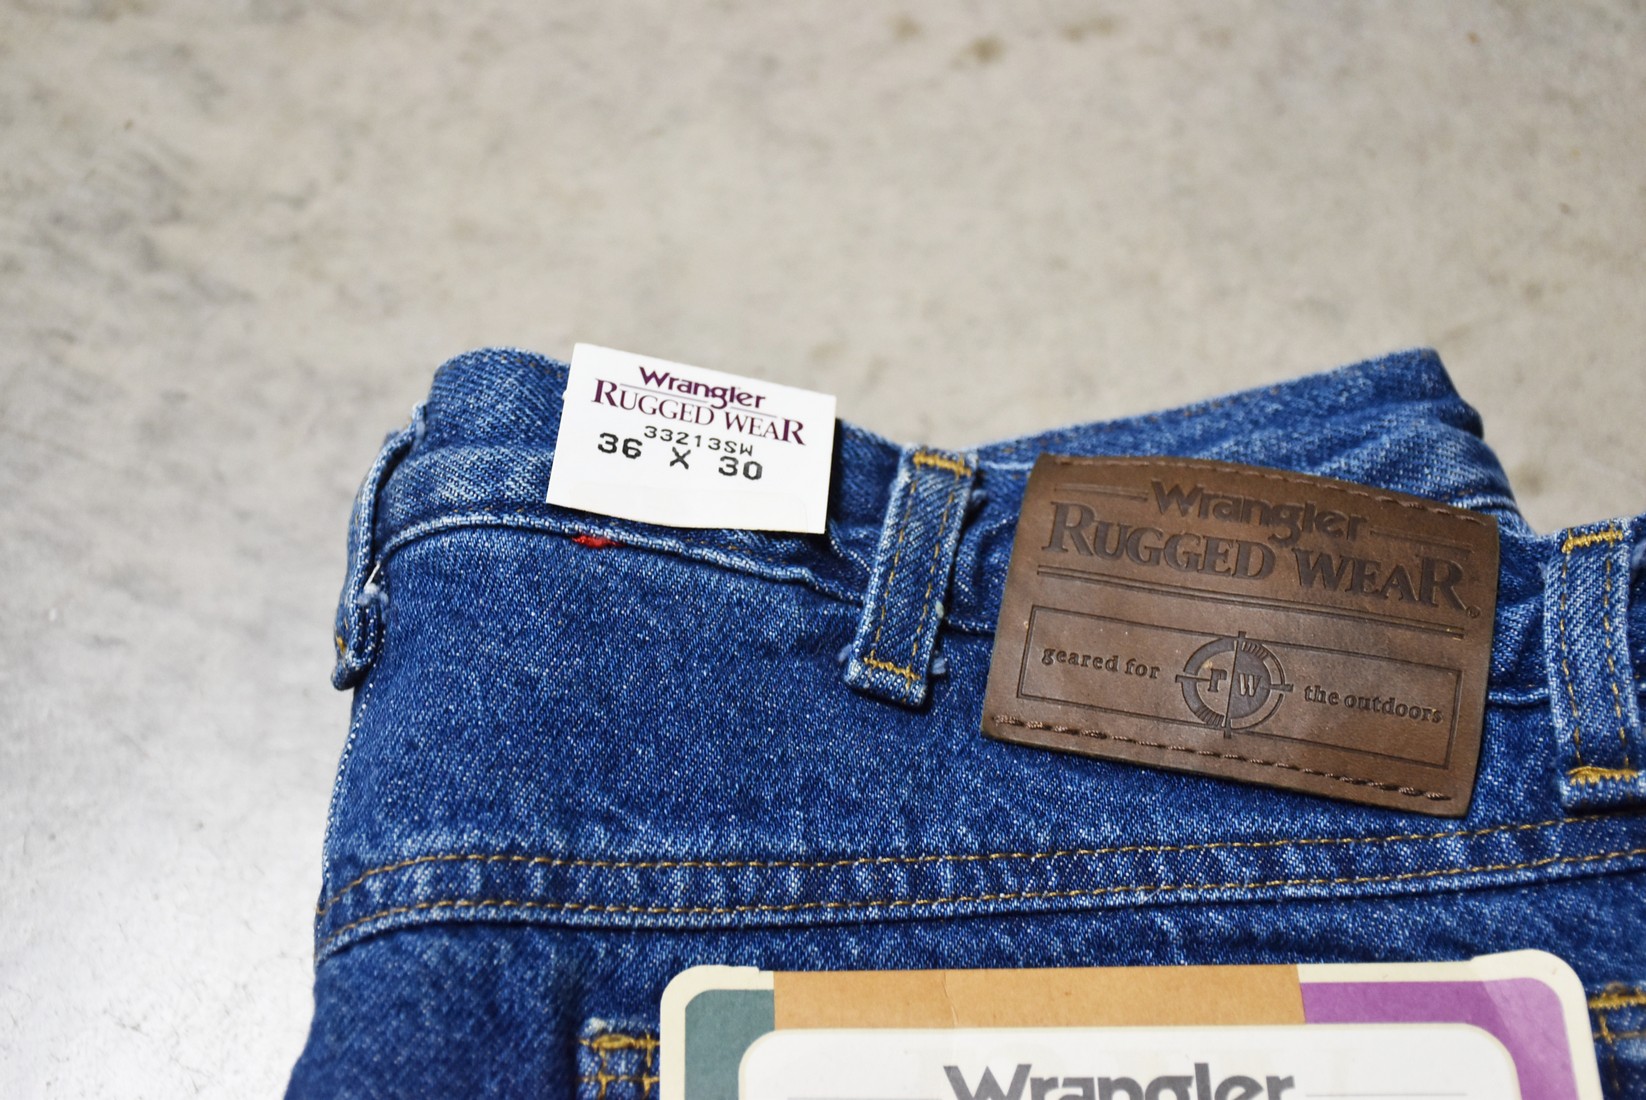 Wrangler
RUGGED WEAR
33213SW
36 X 30
Wrangler
RUGGED WEAR®
geared for rw the outdoors
Wrangler